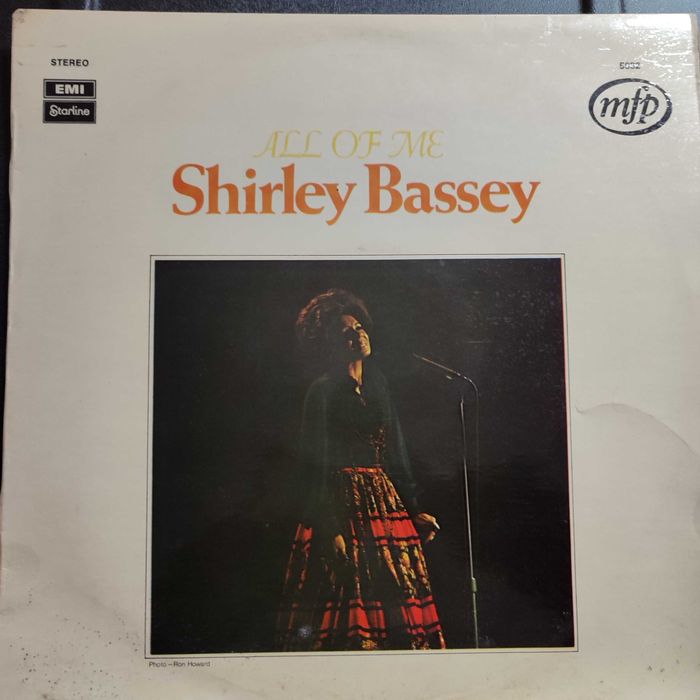 STEREO
5032
EMI
Starline
mfp
ALL OF ME
Shirley Bassey
Photo - Ron Howard